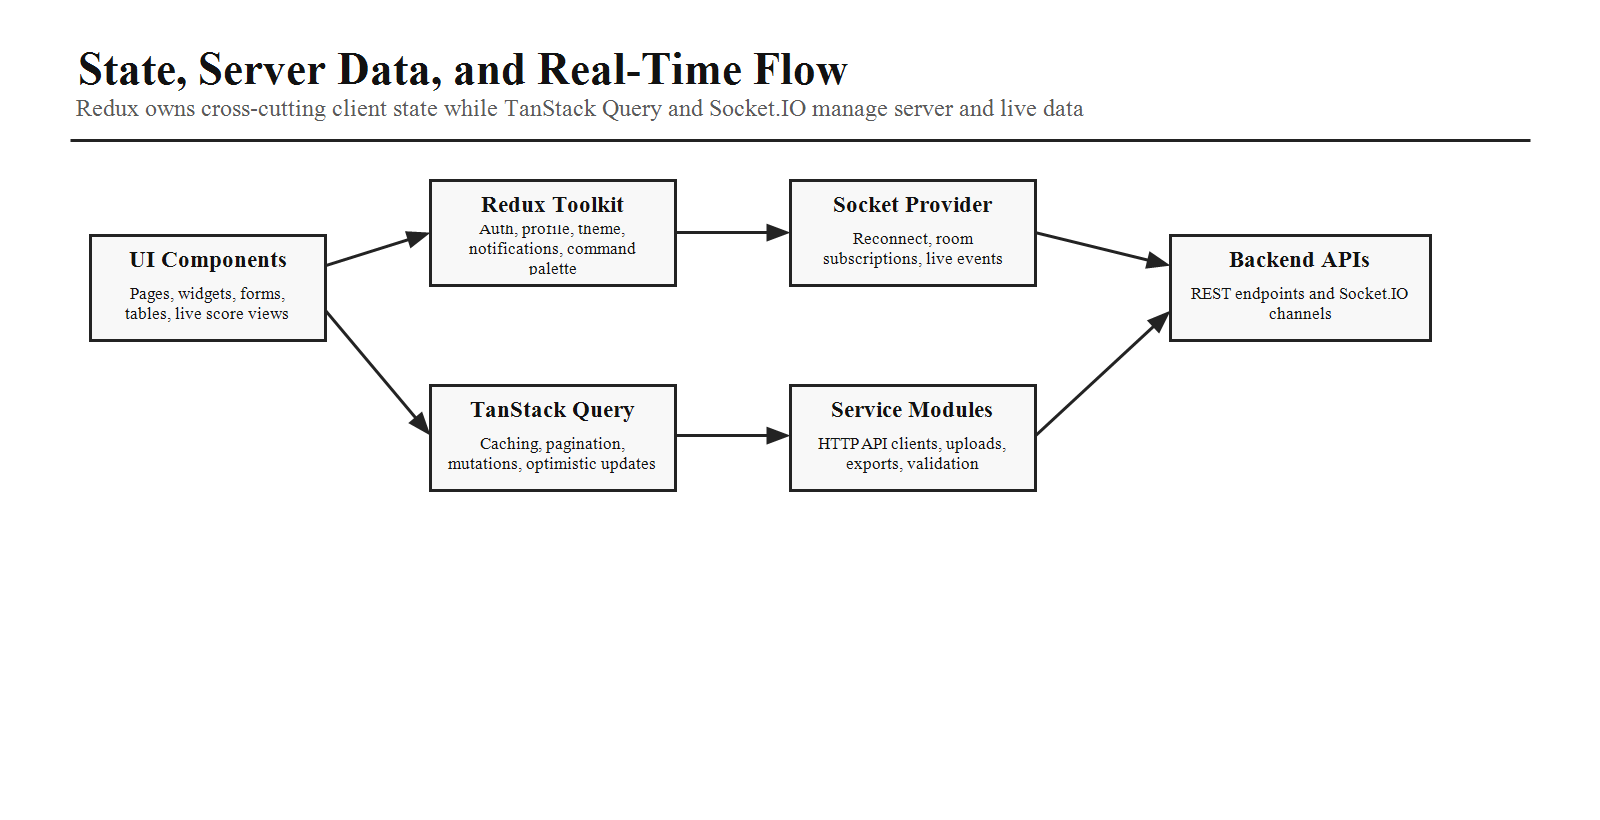 State, Server Data, and Real-Time Flow
Redux owns cross-cutting client state while TanStack Query and Socket.IO manage server and live data
UI Components
Pages, widgets, forms,
tables, live score views
Redux Toolkit
Auth, profile, theme,
notifications, command
palette
Socket Provider
Reconnect, room
subscriptions, live events
Backend APIs
REST endpoints and Socket.IO
channels
TanStack Query
Caching, pagination,
mutations, optimistic updates
Service Modules
HTTP API clients, uploads,
exports, validation